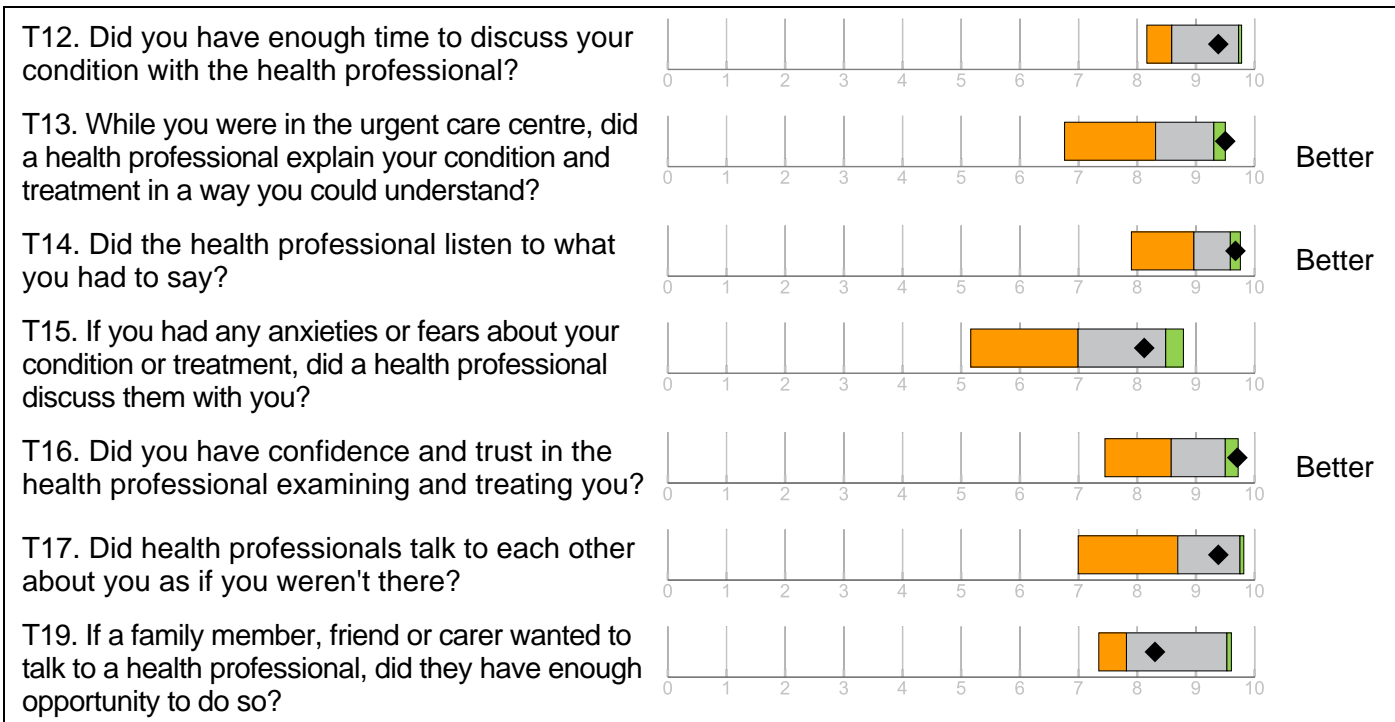 T12. Did you have enough time to discuss your
condition with the health professional?
0 1 2 3 4 5 6 7 8 9 10
T13. While you were in the urgent care centre, did
a health professional explain your condition and
treatment in a way you could understand?
0 1 2 3 4 5 6 7 8 9 10
Better
T14. Did the health professional listen to what
you had to say?
0 1 2 3 4 5 6 7 8 9 10
Better
T15. If you had any anxieties or fears about your
condition or treatment, did a health professional
discuss them with you?
0 1 2 3 4 5 6 7 8 9 10
T16. Did you have confidence and trust in the
health professional examining and treating you?
0 1 2 3 4 5 6 7 8 9 10
Better
T17. Did health professionals talk to each other
about you as if you weren't there?
0 1 2 3 4 5 6 7 8 9 10
T19. If a family member, friend or carer wanted to
talk to a health professional, did they have enough
opportunity to do so?
0 1 2 3 4 5 6 7 8 9 10